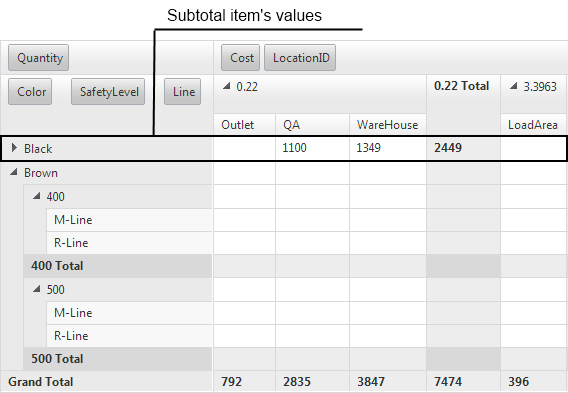 Subtotal item's values
Quantity Cost LocationID
Color SafetyLevel Line 0.22 0.22 Total 3.3963
Outlet QA WareHouse LoadArea
Black 1100 1349 2449
Brown
400
M-Line
R-Line
400 Total
500
M-Line
R-Line
500 Total
Grand Total 792 2835 3847 7474 396